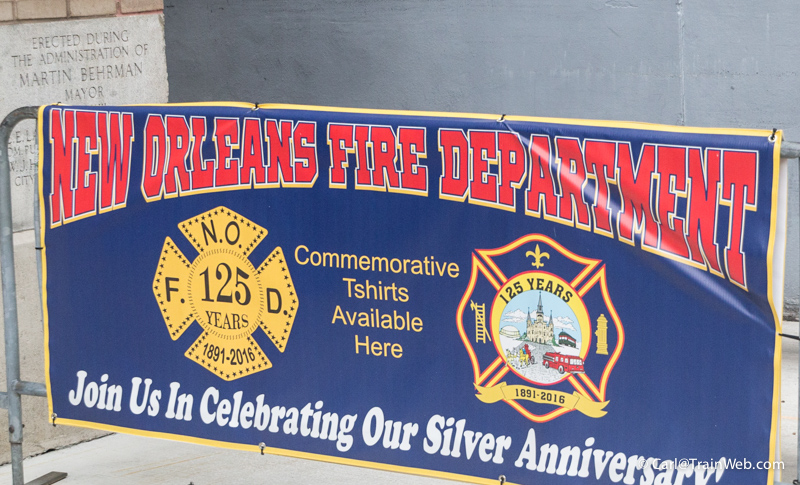 ERECTED DURING
THE ADMINISTRATION OF
MARTIN BEHRMAN
MAYOR
NEW ORLEANS FIRE DEPARTMENT
N.O.
F. 125 D.
YEARS
1891-2016
Commemorative
Tshirts
Available
Here
125 YEARS
1891-2016
Join Us In Celebrating Our Silver Anniversary!
Carl@TrainWeb.com